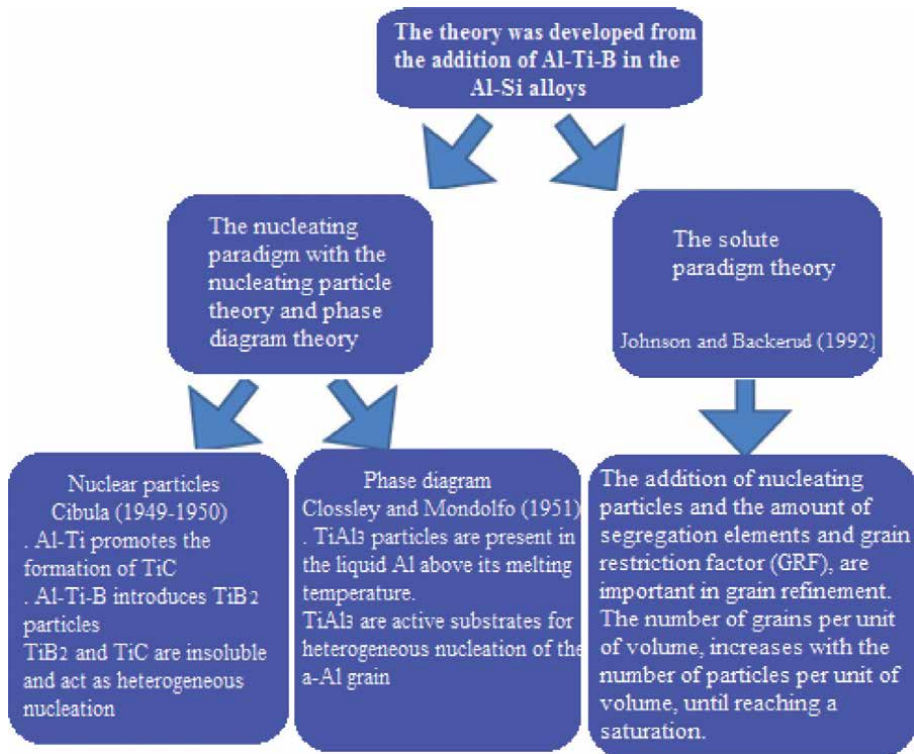 The theory was developed from
the addition of Al-Ti-B in the
Al-Si alloys
The nucleating
paradigm with the
nucleating particle
theory and phase
diagram theory
The solute
paradigm theory
Johnson and Backerud (1992)
Nuclear particles
Cibula (1949-1950)
. Al-Ti promotes the
formation of TiC
. Al-Ti-B introduces TiB2
particles
TiB2 and TiC are insoluble
and act as heterogeneous
nucleation
Phase diagram
Clossley and Mondolfo (1951)
. TiAl3 particles are present in
the liquid Al above its melting
temperature.
TiAl3 are active substrates for
heterogeneous nucleation of the
a-Al grain
The addition of nucleating
particles and the amount of
segregation elements and grain
restriction factor (GRF), are
important in grain refinement.
The number of grains per unit
of volume, increases with the
number of particles per unit of
volume, until reaching a
saturation.